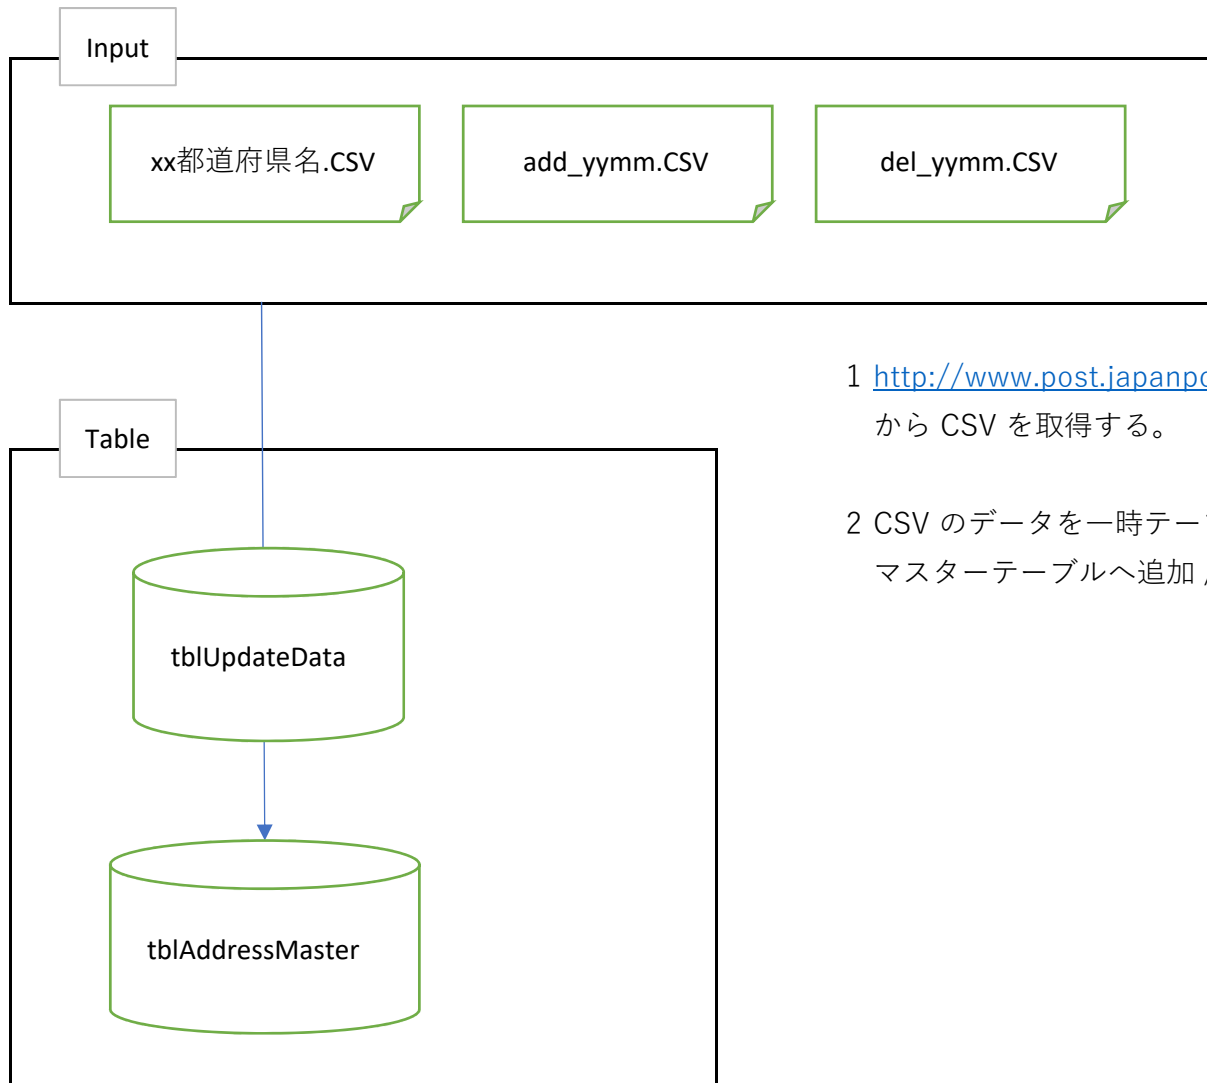 Input
xx都道府県名.CSV
add_yymm.CSV
del_yymm.CSV
1 http://www.post.japanpo
から CSV を取得する。
Table
2 CSV のデータを一時テー
マスターテーブルへ追加 /
tblUpdateData
tblAddressMaster